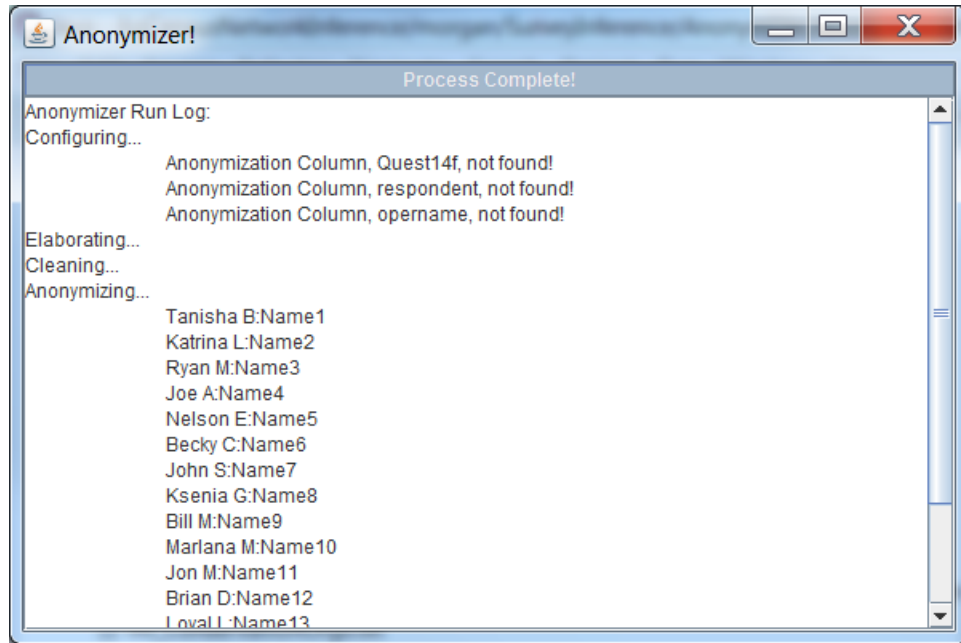 Anonymizer!
Process Complete!
Anonymizer Run Log:
Configuring...
Anonymization Column, Quest14f, not found!
Anonymization Column, respondent, not found!
Anonymization Column, opername, not found!
Elaborating...
Cleaning...
Anonymizing...
Tanisha B:Name1
Katrina L:Name2
Ryan M:Name3
Joe A:Name4
Nelson E:Name5
Becky C:Name6
John S:Name7
Ksenia G:Name8
Bill M:Name9
Marlana M:Name10
Jon M:Name11
Brian D:Name12
Loyal L:Name13